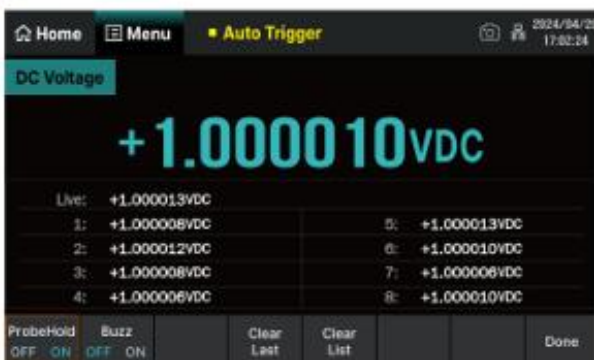 Home Menu Auto Trigger 2024/04/29
17:02:24
DC Voltage
+1.000010VDC
Live: +1.000013VDC
1: +1.000008VDC 5: +1.000013VDC
2: +1.000012VDC 6: +1.000010VDC
3: +1.000008VDC 7: +1.000006VDC
4: +1.000006VDC 8: +1.000010VDC
ProbeHold Buzz Clear Clear Done
OFF ON OFF ON Last List